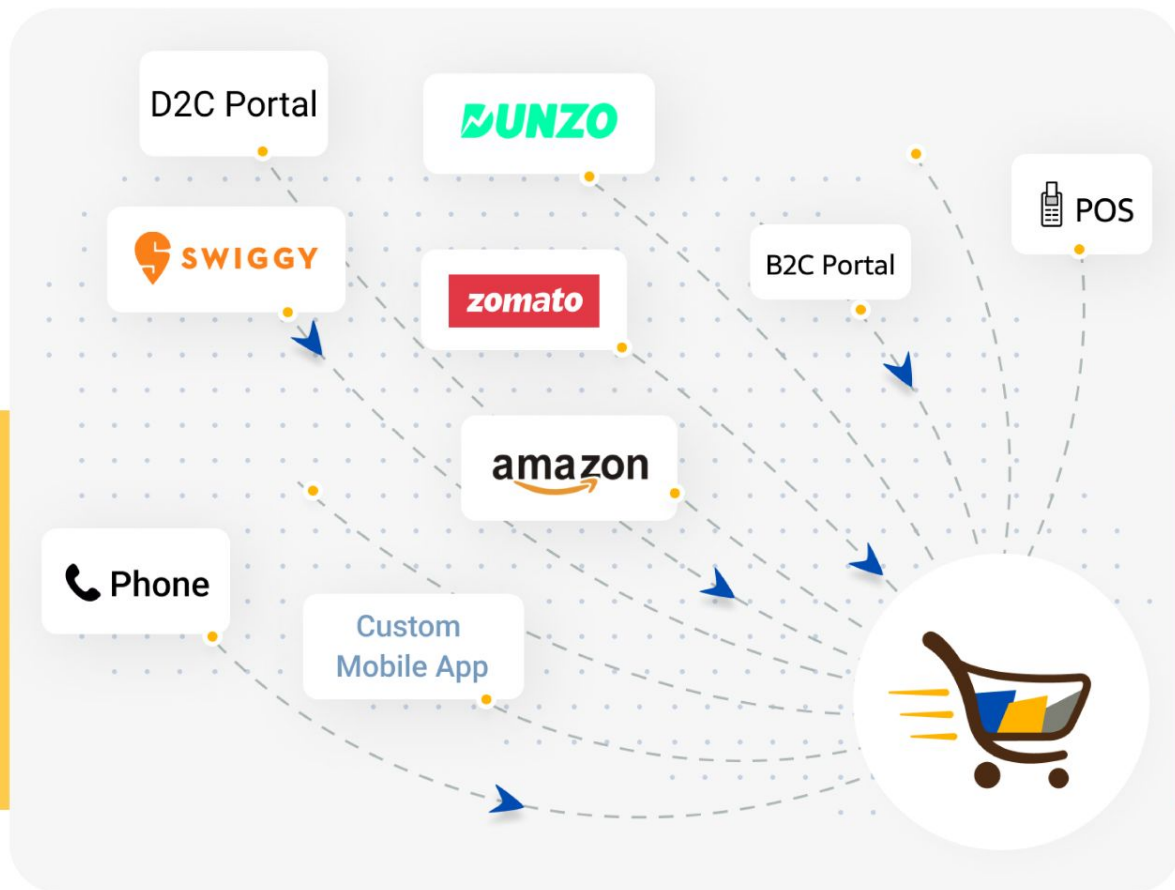 D2C Portal
DUNZO
POS
SWIGGY
B2C Portal
zomato
amazon
Phone
Custom
Mobile App